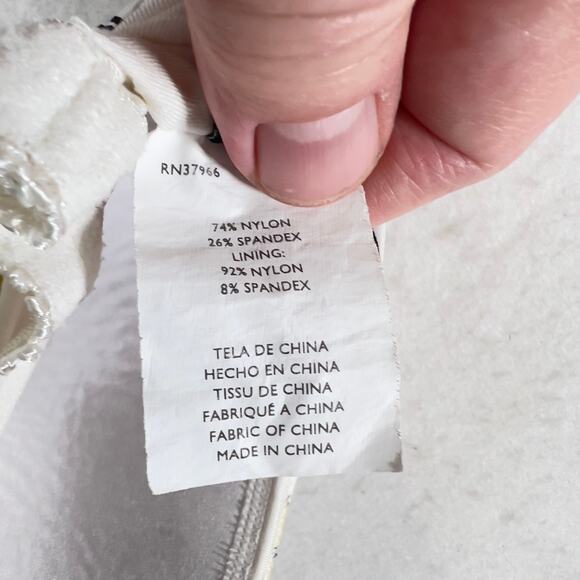 RN37966
74% NYLON
26% SPANDEX
LINING:
92% NYLON
8% SPANDEX
TELA DE CHINA
HECHO EN CHINA
TISSU DE CHINA
FABRIQUÉ A CHINA
FABRIC OF CHINA
MADE IN CHINA